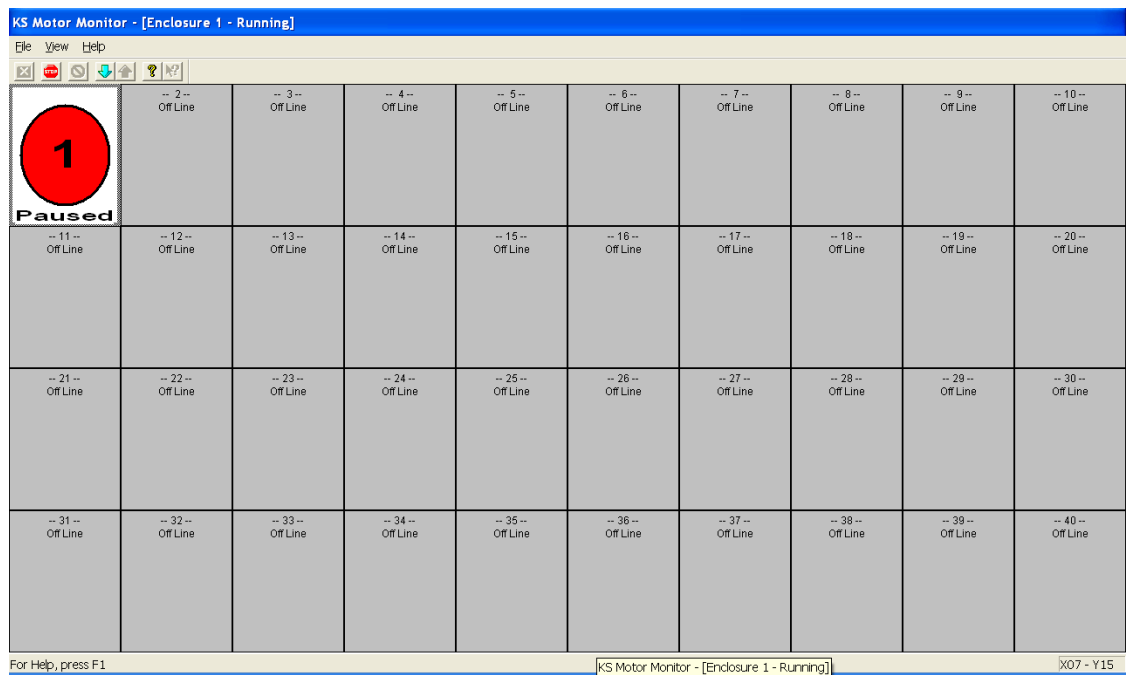 KS Motor Monitor - [Enclosure 1 - Running]
File View Help
STOP ? ?
-- 2 -- -- 3 -- -- 4 -- -- 5 -- -- 6 -- -- 7 -- -- 8 -- -- 9 -- -- 10 --
Off Line Off Line Off Line Off Line Off Line Off Line Off Line Off Line Off Line
1
Paused
-- 11 -- -- 12 -- -- 13 -- -- 14 -- -- 15 -- -- 16 -- -- 17 -- -- 18 -- -- 19 -- -- 20 --
Off Line Off Line Off Line Off Line Off Line Off Line Off Line Off Line Off Line Off Line
-- 21 -- -- 22 -- -- 23 -- -- 24 -- -- 25 -- -- 26 -- -- 27 -- -- 28 -- -- 29 -- -- 30 --
Off Line Off Line Off Line Off Line Off Line Off Line Off Line Off Line Off Line Off Line
-- 31 -- -- 32 -- -- 33 -- -- 34 -- -- 35 -- -- 36 -- -- 37 -- -- 38 -- -- 39 -- -- 40 --
Off Line Off Line Off Line Off Line Off Line Off Line Off Line Off Line Off Line Off Line
For Help, press F1 KS Motor Monitor - [Enclosure 1 - Running] X07 - Y15